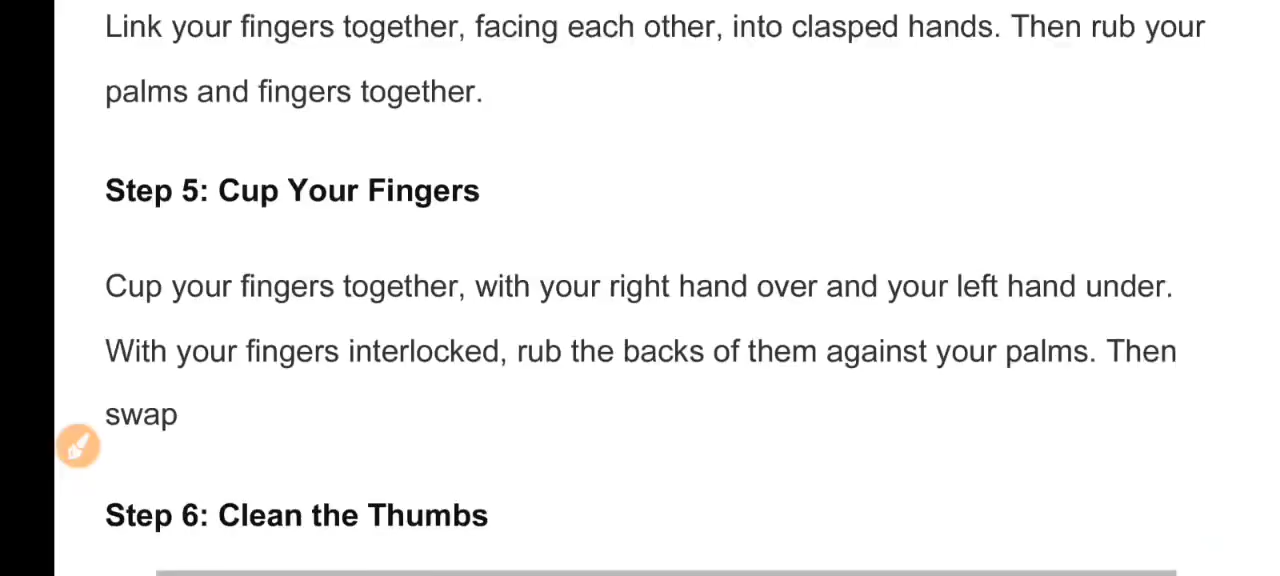 Link your fingers together, facing each other, into clasped hands. Then rub your
palms and fingers together.
Step 5: Cup Your Fingers
Cup your fingers together, with your right hand over and your left hand under.
With your fingers interlocked, rub the backs of them against your palms. Then
swap
Step 6: Clean the Thumbs